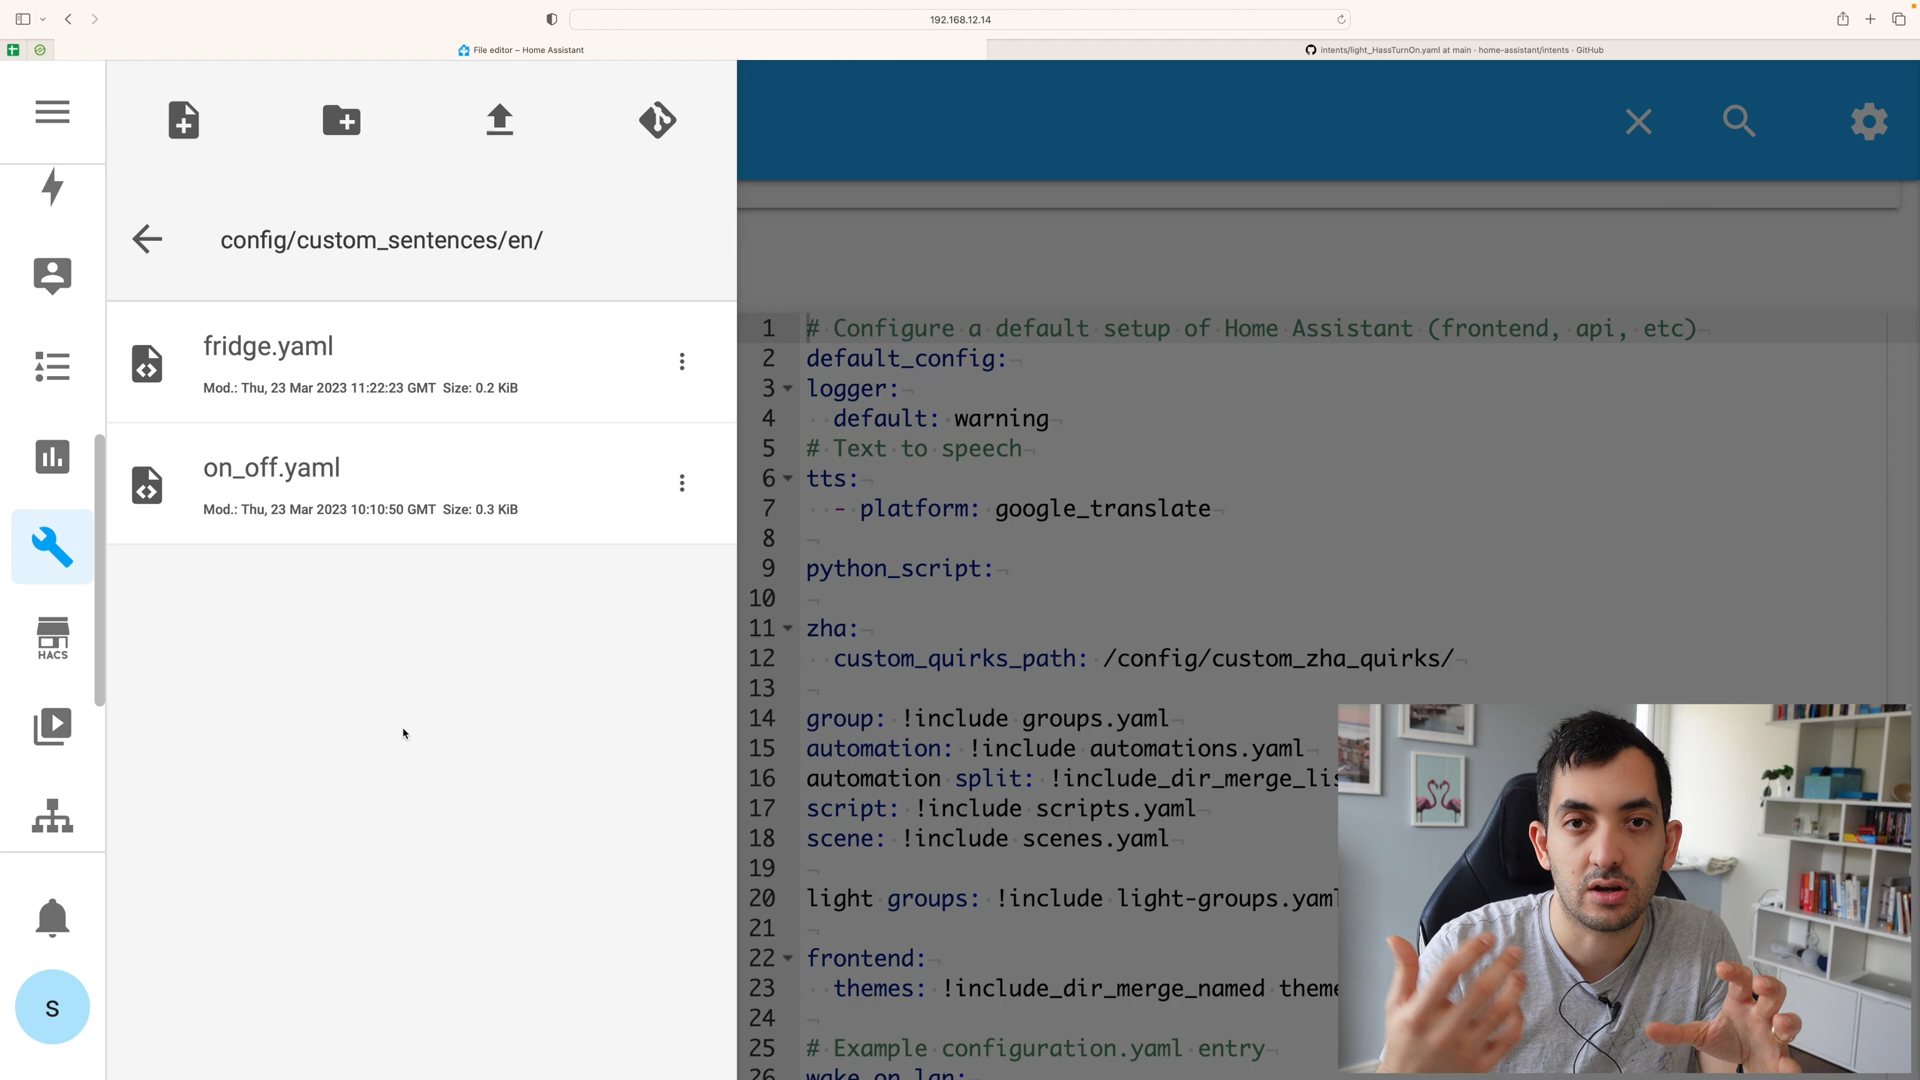 192.168.12.14
File editor – Home Assistant
intents/light_HassTurnOn.yaml at main · home-assistant/intents · GitHub
config/custom_sentences/en/
fridge.yaml
Mod.: Thu, 23 Mar 2023 11:22:23 GMT Size: 0.2 KiB
on_off.yaml
Mod.: Thu, 23 Mar 2023 10:10:50 GMT Size: 0.3 KiB
HACS
S
1 # Configure a default setup of Home Assistant (frontend, api, etc)
2 default_config:
3 logger:
4 default: warning
5 # Text to speech
6 tts:
7 - platform: google_translate
8
9 python_script:
10
11 zha:
12 custom_quirks_path: /config/custom_zha_quirks/
13
14 group: !include groups.yaml
15 automation: !include automations.yaml
16 automation split: !include_dir_merge_lis
17 script: !include scripts.yaml
18 scene: !include scenes.yaml
19
20 light groups: !include light-groups.yaml
21
22 frontend:
23 themes: !include_dir_merge_named theme
24
25 # Example configuration.yaml entry
26 wake_on_lan: